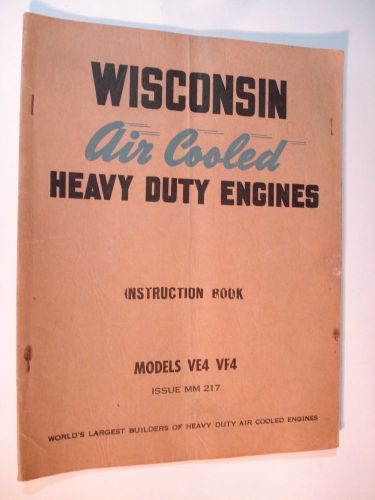 WISCONSIN
Air Cooled
HEAVY DUTY ENGINES
INSTRUCTION BOOK
MODELS VE4 VF4
ISSUE MM 217
WORLD'S LARGEST BUILDERS OF HEAVY DUTY AIR COOLED ENGINES